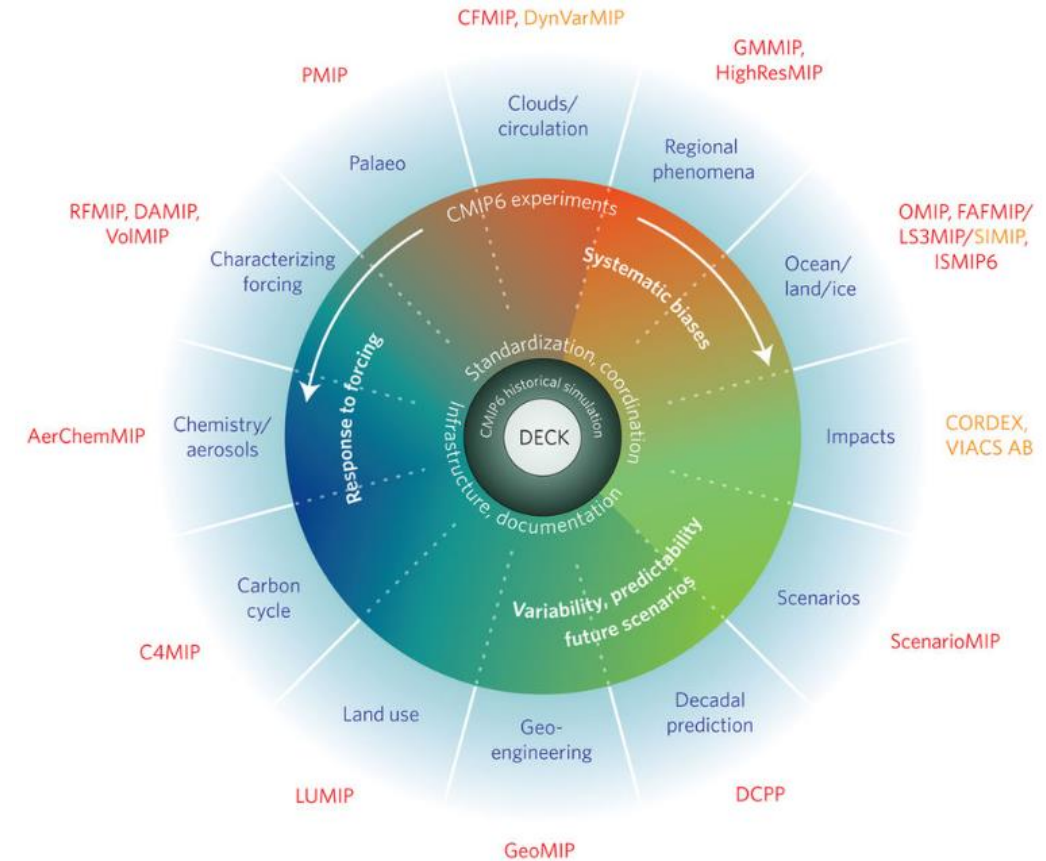 CFMIP, DynVarMIP
GMMIP,
HighResMIP
PMIP
Clouds/
circulation
Regional
phenomena
Palaeo
RFMIP, DAMIP,
VolMIP
OMIP, FAFMIP/
LS3MIP/SIMIP,
ISMIP6
Characterizing
forcing
Ocean/
land/ice
CMIP6 experiments
Systematic biases
Response to forcing
Standardization, coordination
CMIP6 historical simulation
DECK
Infrastructure, documentation
AerChemMIP
Chemistry/
aerosols
Impacts
CORDEX,
VIACS AB
Variability, predictability
future scenarios
Carbon
cycle
Scenarios
C4MIP
ScenarioMIP
Land use
Geo-
engineering
Decadal
prediction
LUMIP
DCPP
GeoMIP